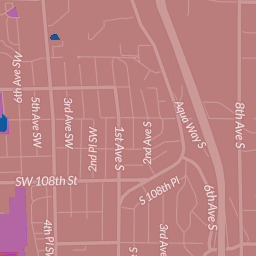 6th Ave SW
5th Ave SW
3rd Ave SW
2nd Pl SW
1st Ave S
2nd Ave S
Aqua Way S
8th Ave S
SW 108th St
S 108th Pl
6th Ave S
4th Pl SW
3rd Ave